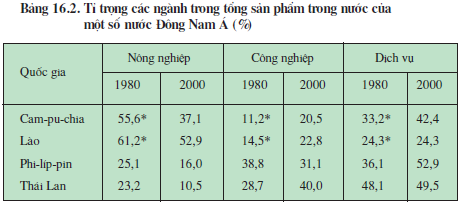 Bảng 16.2. Tỉ trọng các ngành trong tổng sản phẩm trong nước của
một số nước Đông Nam Á (%)
Quốc gia Nông nghiệp Công nghiệp Dịch vụ
1980 2000 1980 2000 1980 2000
Cam-pu-chia 55,6* 37,1 11,2* 20,5 33,2* 42,4
Lào 61,2* 52,9 14,5* 22,8 24,3* 24,3
Phi-líp-pin 25,1 16,0 38,8 31,1 36,1 52,9
Thái Lan 23,2 10,5 28,7 40,0 48,1 49,5